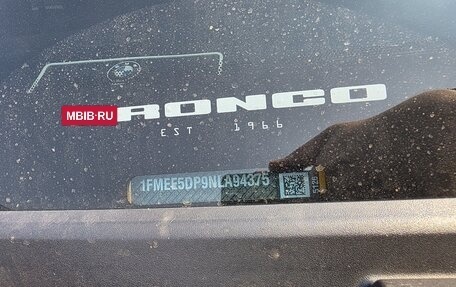 MBIB·RU RONCO
EST 1966
1FMEE5DP9NLA94375